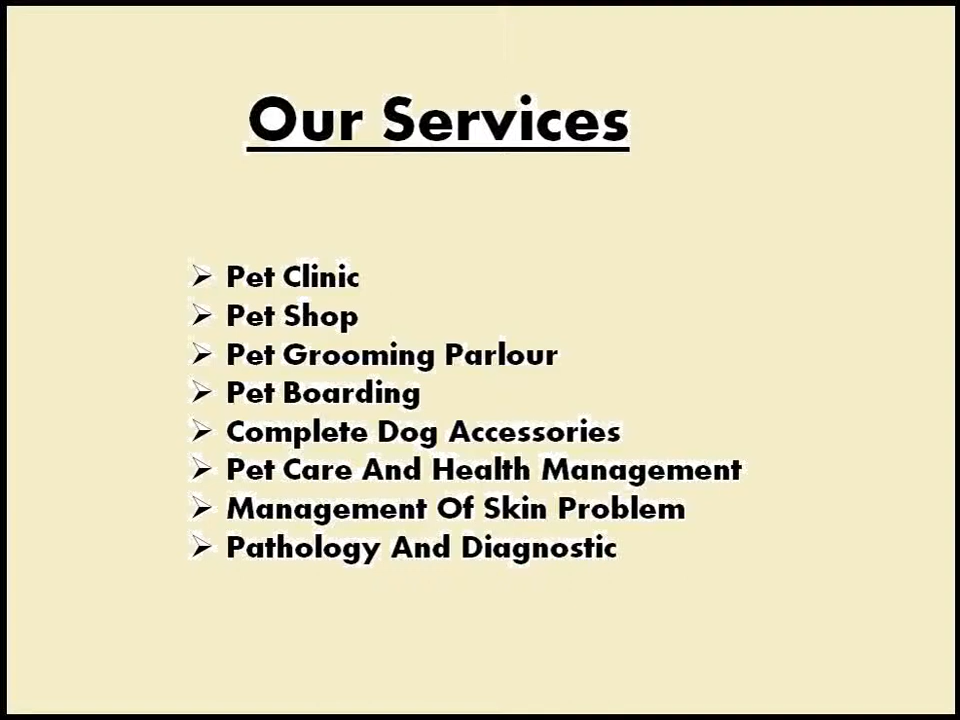 Our Services
➢ Pet Clinic
➢ Pet Shop
➢ Pet Grooming Parlour
➢ Pet Boarding
➢ Complete Dog Accessories
➢ Pet Care And Health Management
➢ Management Of Skin Problem
➢ Pathology And Diagnostic